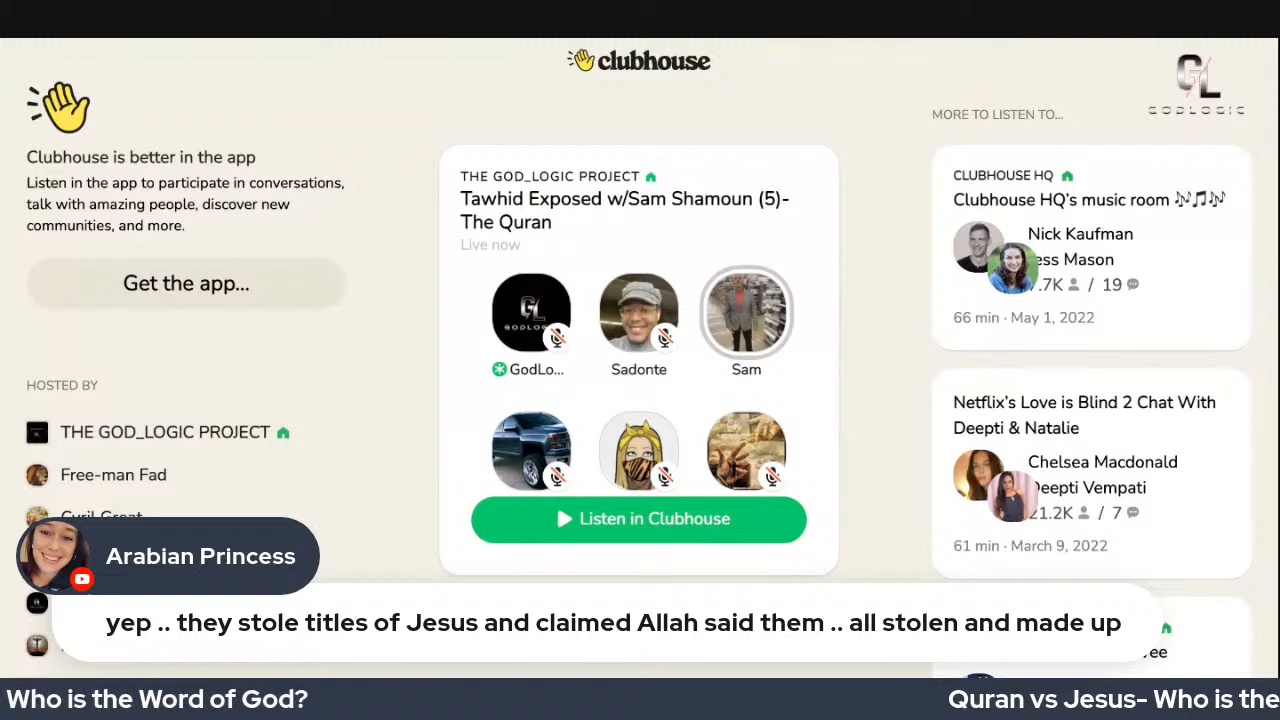 clubhouse
GL
GODLOGIC
MORE TO LISTEN TO...
Clubhouse is better in the app
Listen in the app to participate in conversations,
talk with amazing people, discover new
communities, and more.
Get the app...
HOSTED BY
THE GOD_LOGIC PROJECT
Free-man Fad
Cyril Great
THE GOD_LOGIC PROJECT
Tawhid Exposed w/Sam Shamoun (5)-
The Quran
Live now
GL
GodLo...
Sadonte
Sam
Listen in Clubhouse
CLUBHOUSE HQ
Clubhouse HQ's music room
Nick Kaufman
ess Mason
.7K / 19
66 min · May 1, 2022
Netflix's Love is Blind 2 Chat With
Deepti & Natalie
Chelsea Macdonald
Deepti Vempati
21.2K / 7
61 min · March 9, 2022
Arabian Princess
yep .. they stole titles of Jesus and claimed Allah said them .. all stolen and made up
Who is the Word of God?
Quran vs Jesus- Who is the